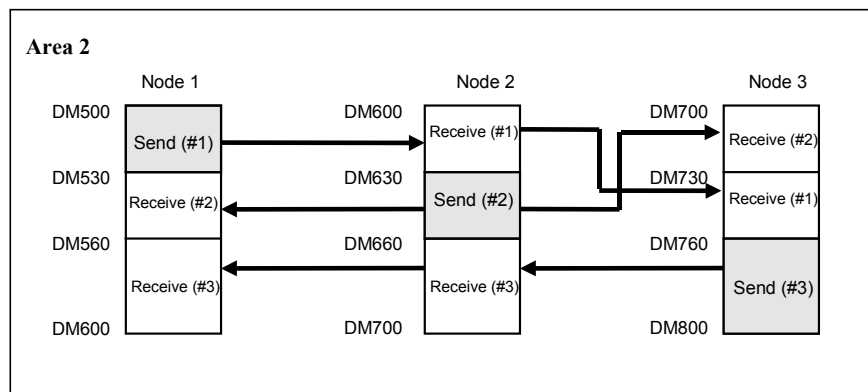 Area 2
Node 1 Node 2 Node 3
DM500 DM600 DM700
Send (#1) Receive (#1) Receive (#2)
DM530 DM630 DM730
Receive (#2) Send (#2) Receive (#1)
DM560 DM660 DM760
Receive (#3) Receive (#3) Send (#3)
DM600 DM700 DM800